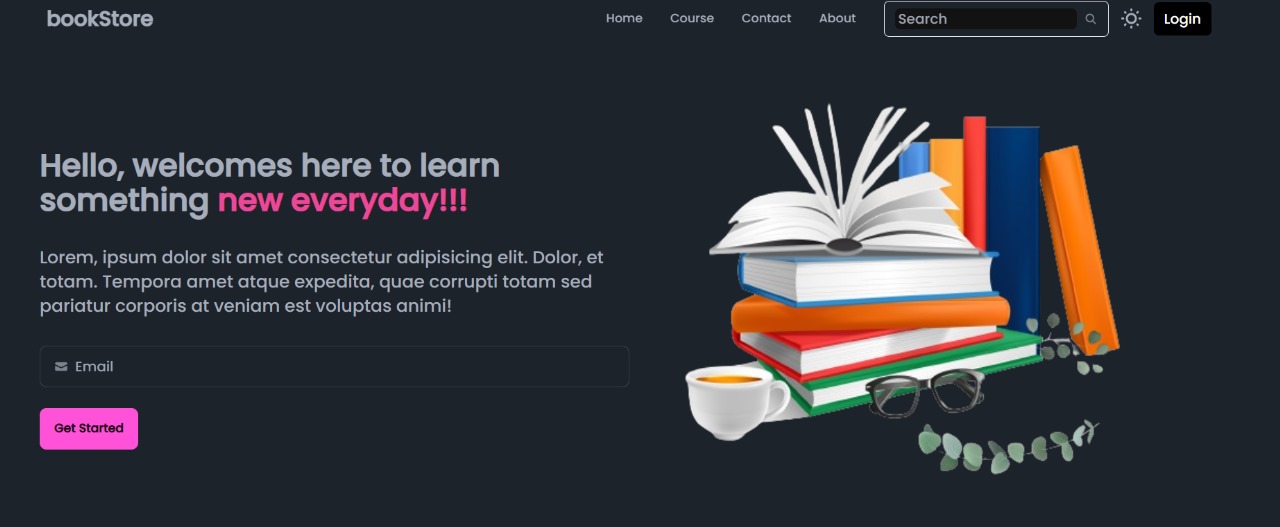 bookStore
Home
Course
Contact
About
Search
Login
Hello, welcomes here to learn
something new everyday!!!
Lorem, ipsum dolor sit amet consectetur adipisicing elit. Dolor, et
totam. Tempora amet atque expedita, quae corrupti totam sed
pariatur corporis at veniam est voluptas animi!
Email
Get Started